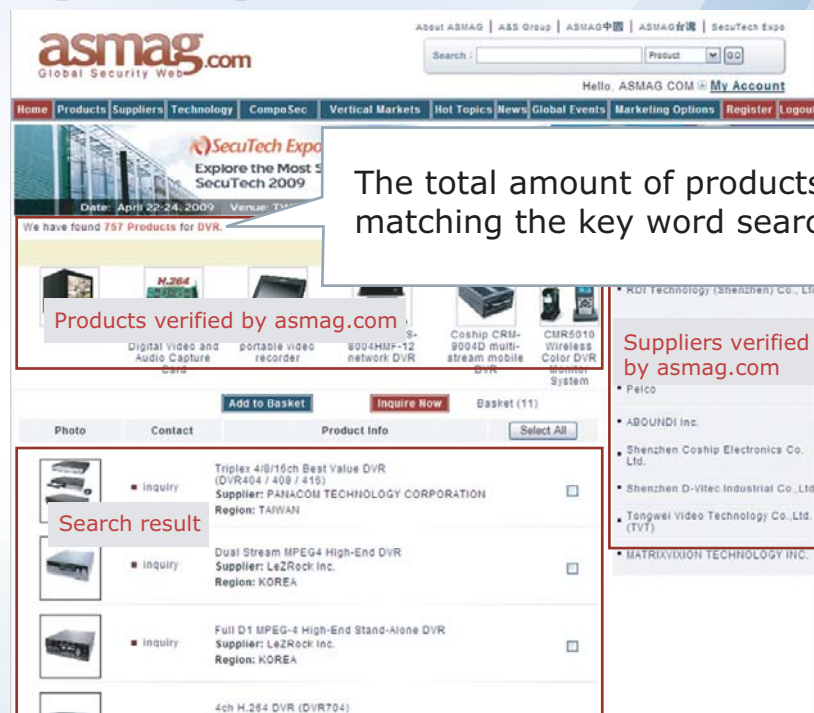 About ASMAG | A&S Group | ASMAG中國 | ASMAG台灣 | SecuTech Expo
asmag.com
Global Security Web
Search :
Product
GO
Hello, ASMAG.COM My Account
Home Products Suppliers Technology CompoSec Vertical Markets Hot Topics News Global Events Marketing Options Register Logout
SecuTech Expo
Explore the Most S
SecuTech 2009
Date: April 22-24, 2009 Venue: TW
The total amount of products
matching the key word searc
We have found 757 Products for DVR.
H.264
Products verified by asmag.com
Digital Video and
Audio Capture
Card
portable video
recorder
S-
8004HMF-12
network DVR
Coship CRM-
9004D multi-
stream mobile
DVR
CMR5010
Wireless
Color DVR
Monitor
System
RDI Technology (Shenzhen) Co., Ltd
Suppliers verified
by asmag.com
Pelco
ABOUNDI Inc.
Shenzhen Coship Electronics Co.
Ltd.
Shenzhen D-Vitec Industrial Co.,Ltd
Tongwei Video Technology Co.,Ltd.
(TVT)
MATRIXVIXION TECHNOLOGY INC.
Add to Basket Inquire Now Basket (11)
Photo Contact Product Info Select All
Search result
inquiry
Triplex 4/8/16ch Best Value DVR
(DVR404 / 408 / 416)
Supplier: PANACOM TECHNOLOGY CORPORATION
Region: TAIWAN
inquiry
Dual Stream MPEG4 High-End DVR
Supplier: LeZRock Inc.
Region: KOREA
inquiry
Full D1 MPEG-4 High-End Stand-Alone DVR
Supplier: LeZRock Inc.
Region: KOREA
4ch H.264 DVR (DVR704)